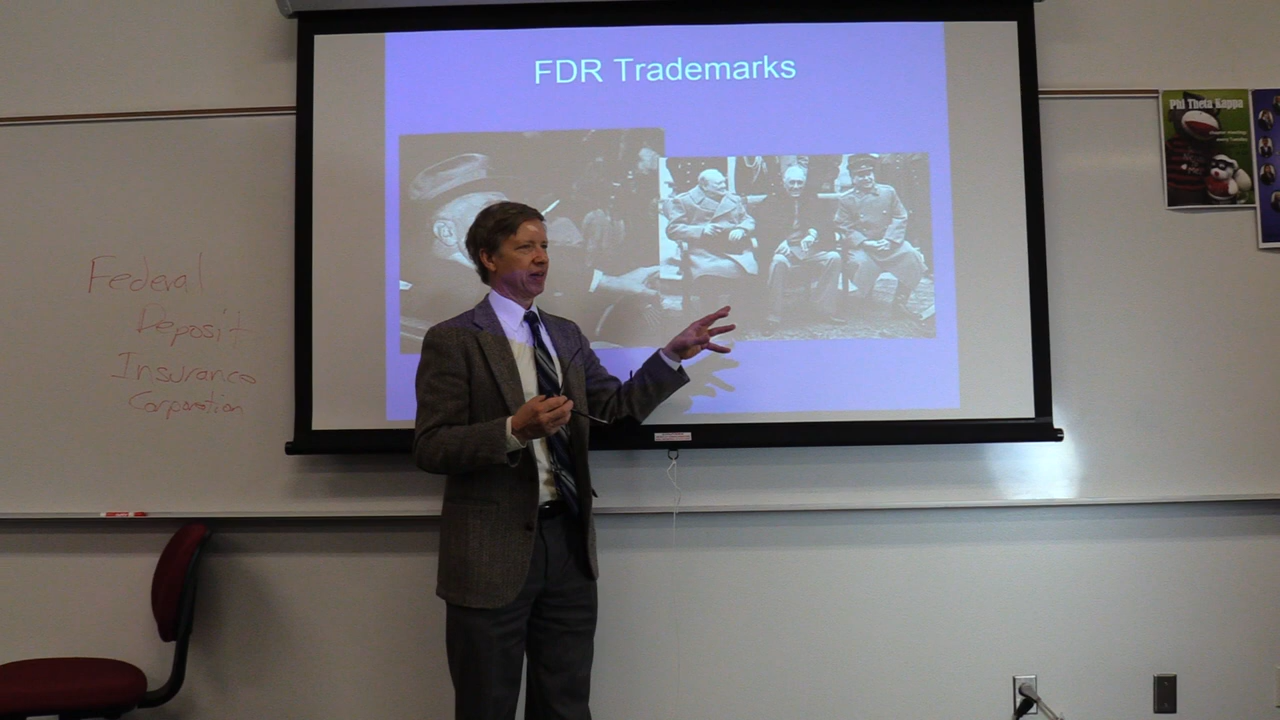 FDR Trademarks
Federal
Deposit
Insurance
Corporation
Phi Theta Kappa